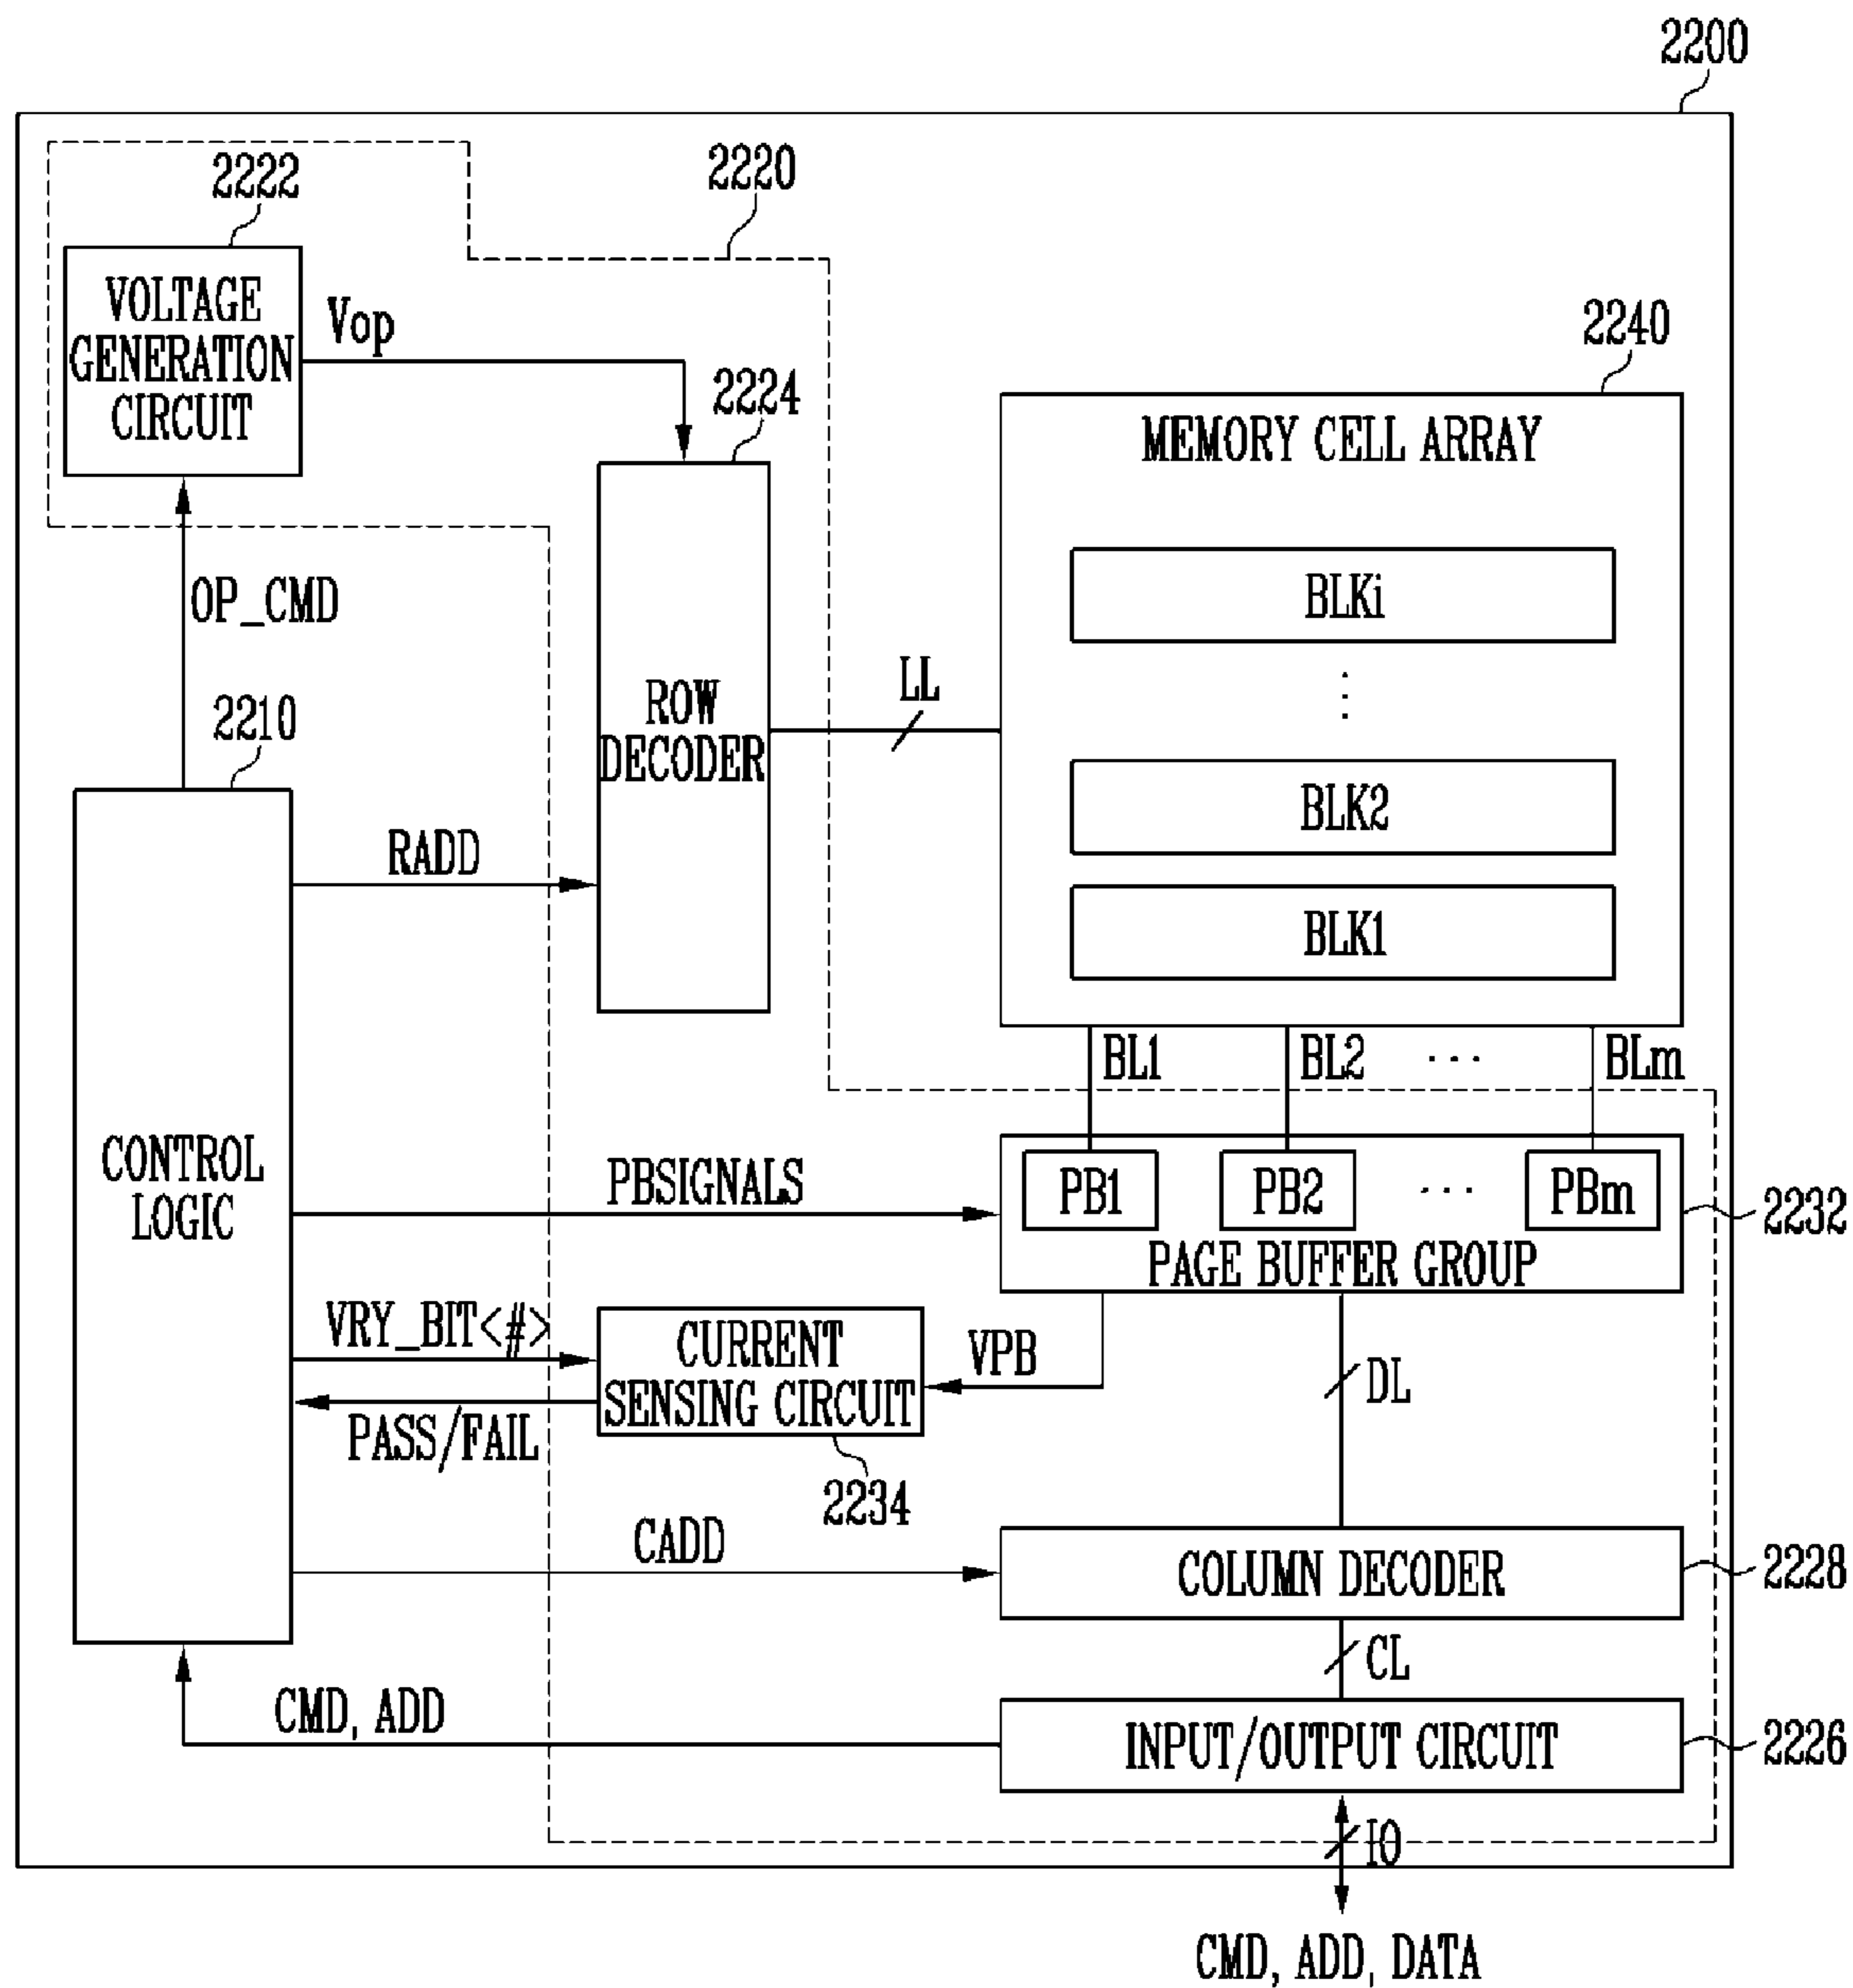 2200
2222
2220
VOLTAGE
GENERATION
CIRCUIT
Vop
2240
2224
MEMORY CELL ARRAY
BLKi
⋮
OP_CMD
LL
ROW
DECODER
2210
BLK2
RADD
BLK1
BL1
BL2
...
BLm
CONTROL
LOGIC
PBSIGNALS
PB1
PB2
...
PBm
2232
PAGE BUFFER GROUP
VRY_BIT<#>
CURRENT
SENSING CIRCUIT
VPB
DL
PASS/FAIL
2234
CADD
COLUMN DECODER
2228
CL
CMD, ADD
INPUT/OUTPUT CIRCUIT
2226
IO
CMD, ADD, DATA